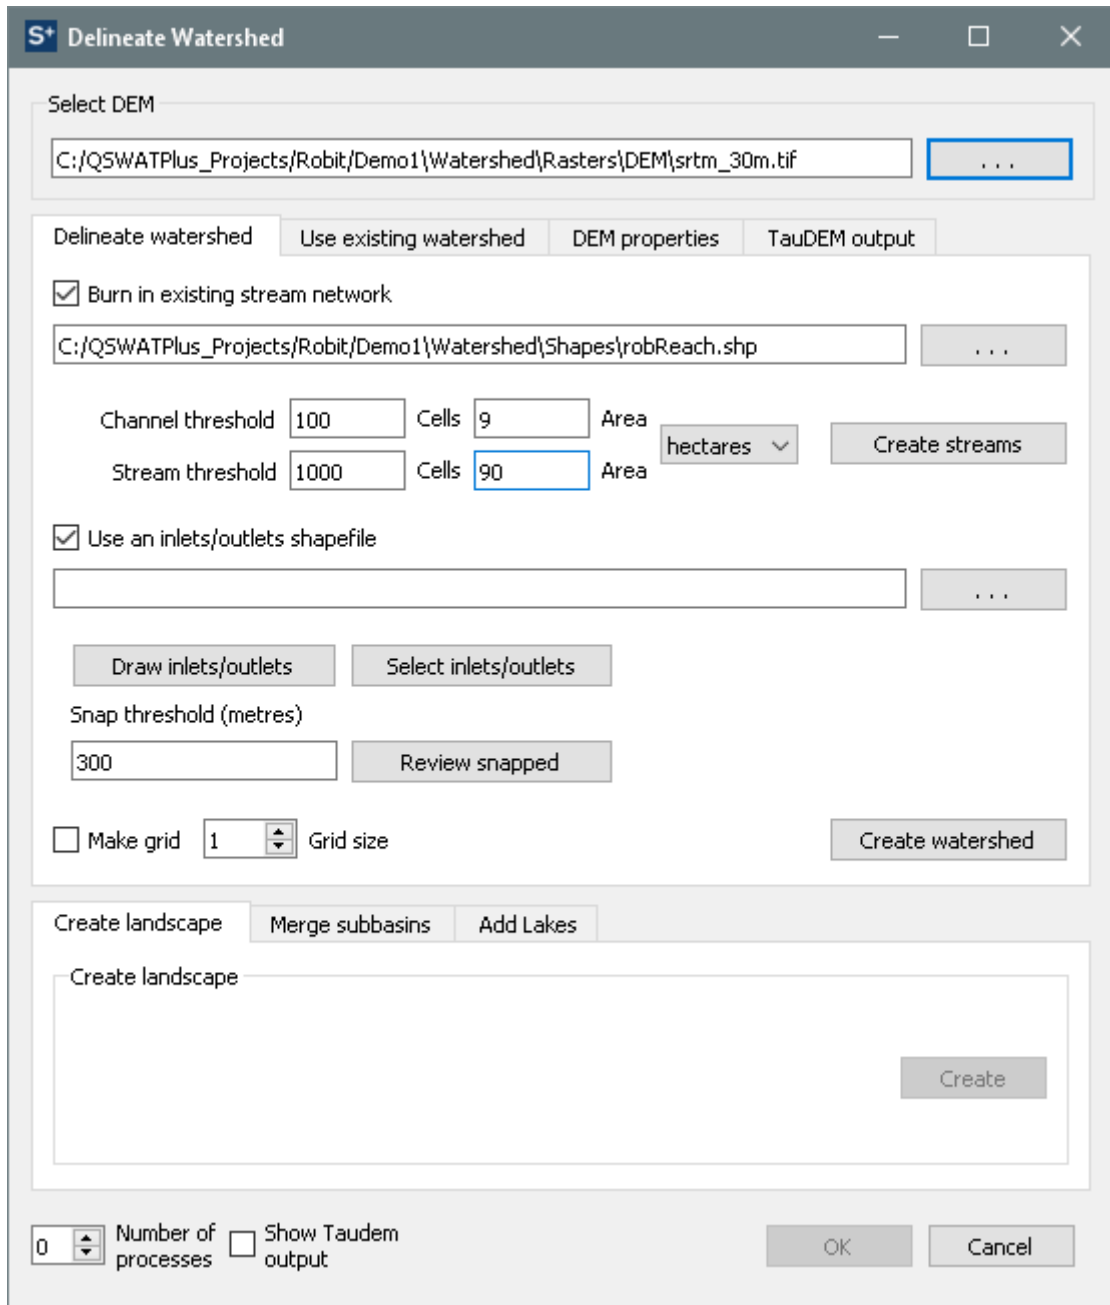 S+ Delineate Watershed
Select DEM
C:/QSWATPlus_Projects/Robit/Demo1\Watershed\Rasters\DEM\srtm_30m.tif ...
Delineate watershed Use existing watershed DEM properties TauDEM output
Burn in existing stream network
C:/QSWATPlus_Projects/Robit/Demo1\Watershed\Shapes\robReach.shp ...
Channel threshold 100 Cells 9 Area
hectares Create streams
Stream threshold 1000 Cells 90 Area
Use an inlets/outlets shapefile
...
Draw inlets/outlets Select inlets/outlets
Snap threshold (metres)
300 Review snapped
Make grid 1 Grid size Create watershed
Create landscape Merge subbasins Add Lakes
Create landscape
Create
0 Number of processes Show Taudem output OK Cancel